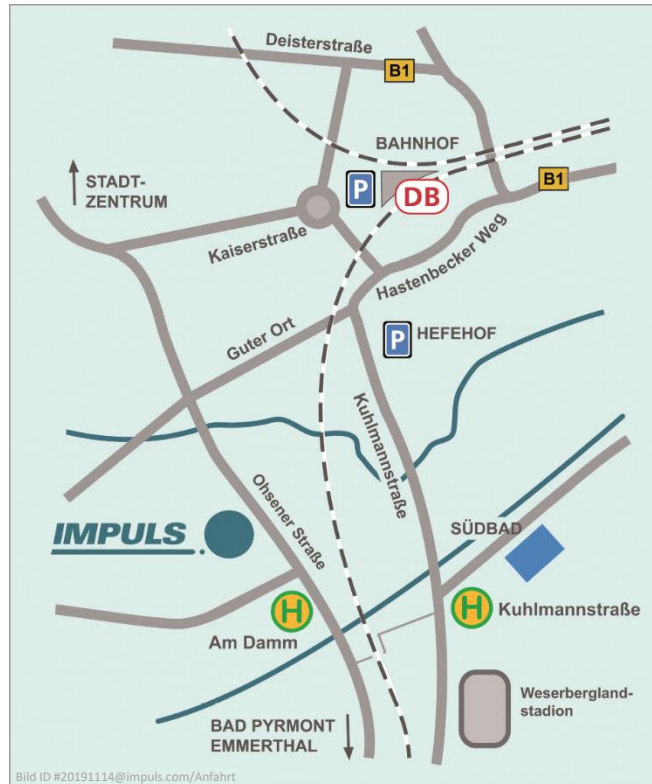 Deisterstraße
B1
BAHNHOF
P
DB
B1
STADT-
ZENTRUM
Kaiserstraße
Hastenbecker Weg
Guter Ort
P
HEFEHOF
Kuhlmannstraße
Ohsener Straße
IMPULS
SÜDBAD
H
Am Damm
H
Kuhlmannstraße
Weserbergland-
stadion
BAD PYRMONT
EMMERTHAL
Bild ID #20191114@impuls.com/Anfahrt